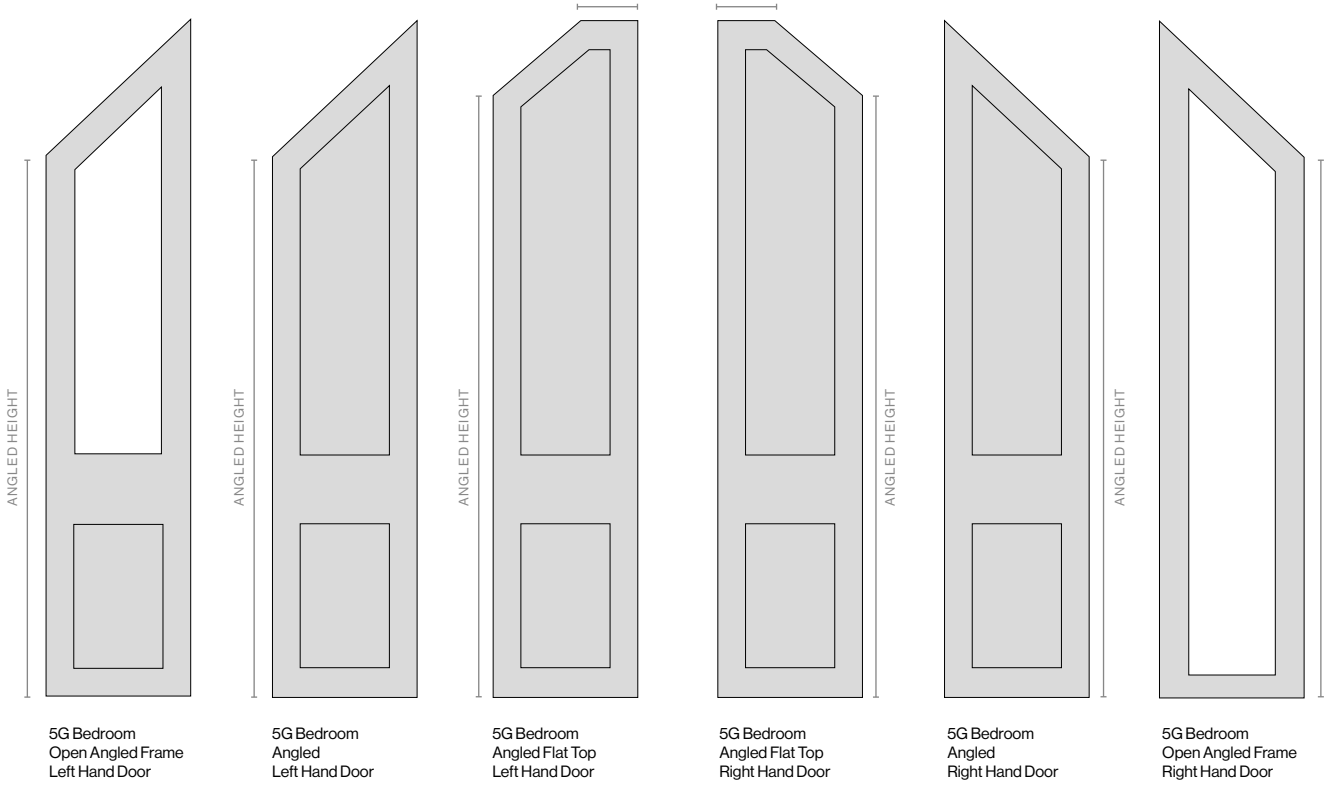 ANGLED HEIGHT
ANGLED HEIGHT
ANGLED HEIGHT
ANGLED HEIGHT
ANGLED HEIGHT
5G Bedroom
Open Angled Frame
Left Hand Door
5G Bedroom
Angled
Left Hand Door
5G Bedroom
Angled Flat Top
Left Hand Door
5G Bedroom
Angled Flat Top
Right Hand Door
5G Bedroom
Angled
Right Hand Door
5G Bedroom
Open Angled Frame
Right Hand Door